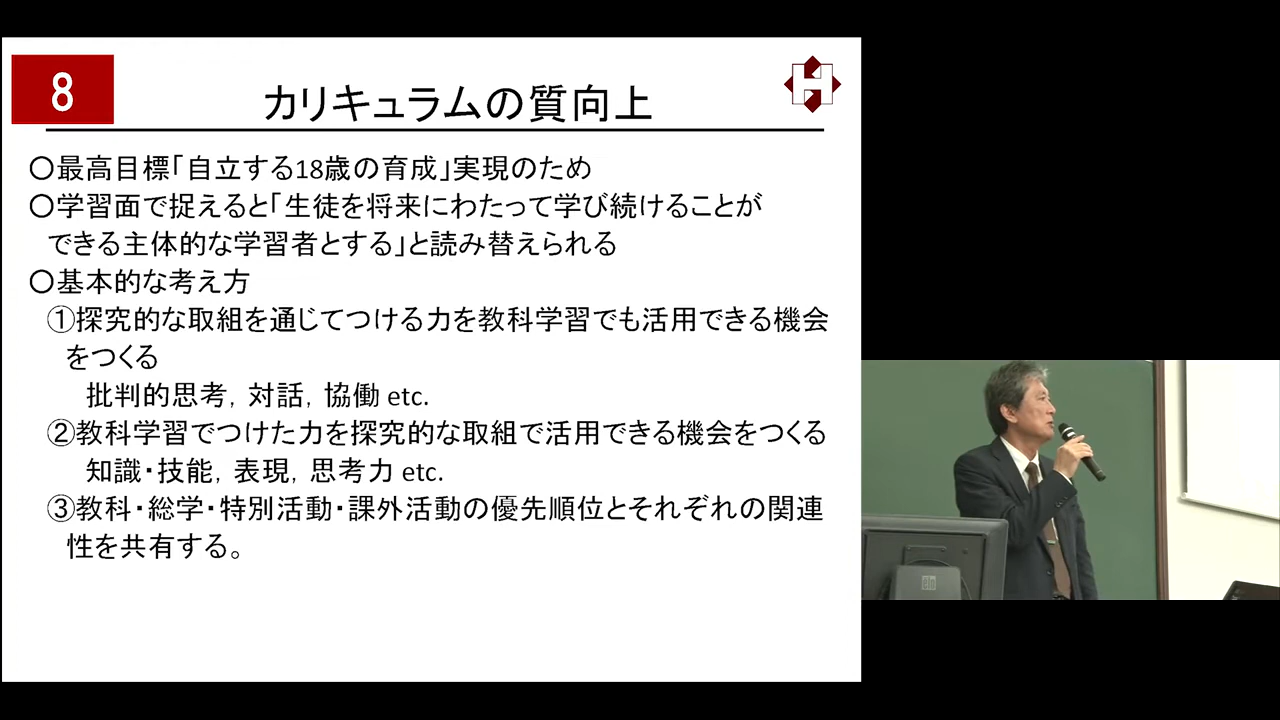 8
カリキュラムの質向上
〇最高目標「自立する18歳の育成」実現のため
〇学習面で捉えると「生徒を将来にわたって学び続けることが
できる主体的な学習者とする」と読み替えられる
〇基本的な考え方
①探究的な取組を通じてつける力を教科学習でも活用できる機会
をつくる
批判的思考，対話，協働 etc.
②教科学習でつけた力を探究的な取組で活用できる機会をつくる
知識・技能，表現，思考力 etc.
③教科・総学・特別活動・課外活動の優先順位とそれぞれの関連
性を共有する。
elo